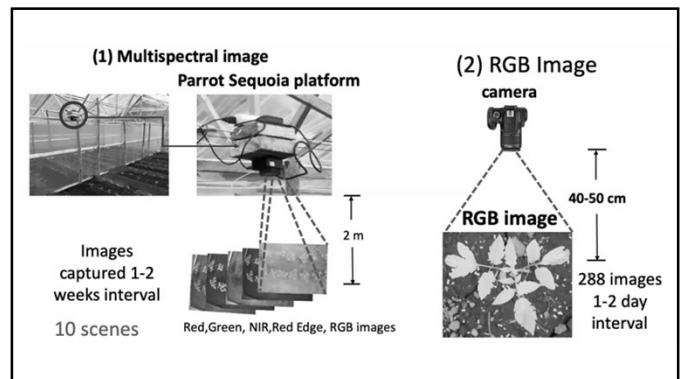 (1) Multispectral image
Parrot Sequoia platform
(2) RGB Image
camera
40-50 cm
RGB image
2 m
Images
captured 1-2
weeks interval
10 scenes
Red,Green, NIR,Red Edge, RGB images
288 images
1-2 day
interval